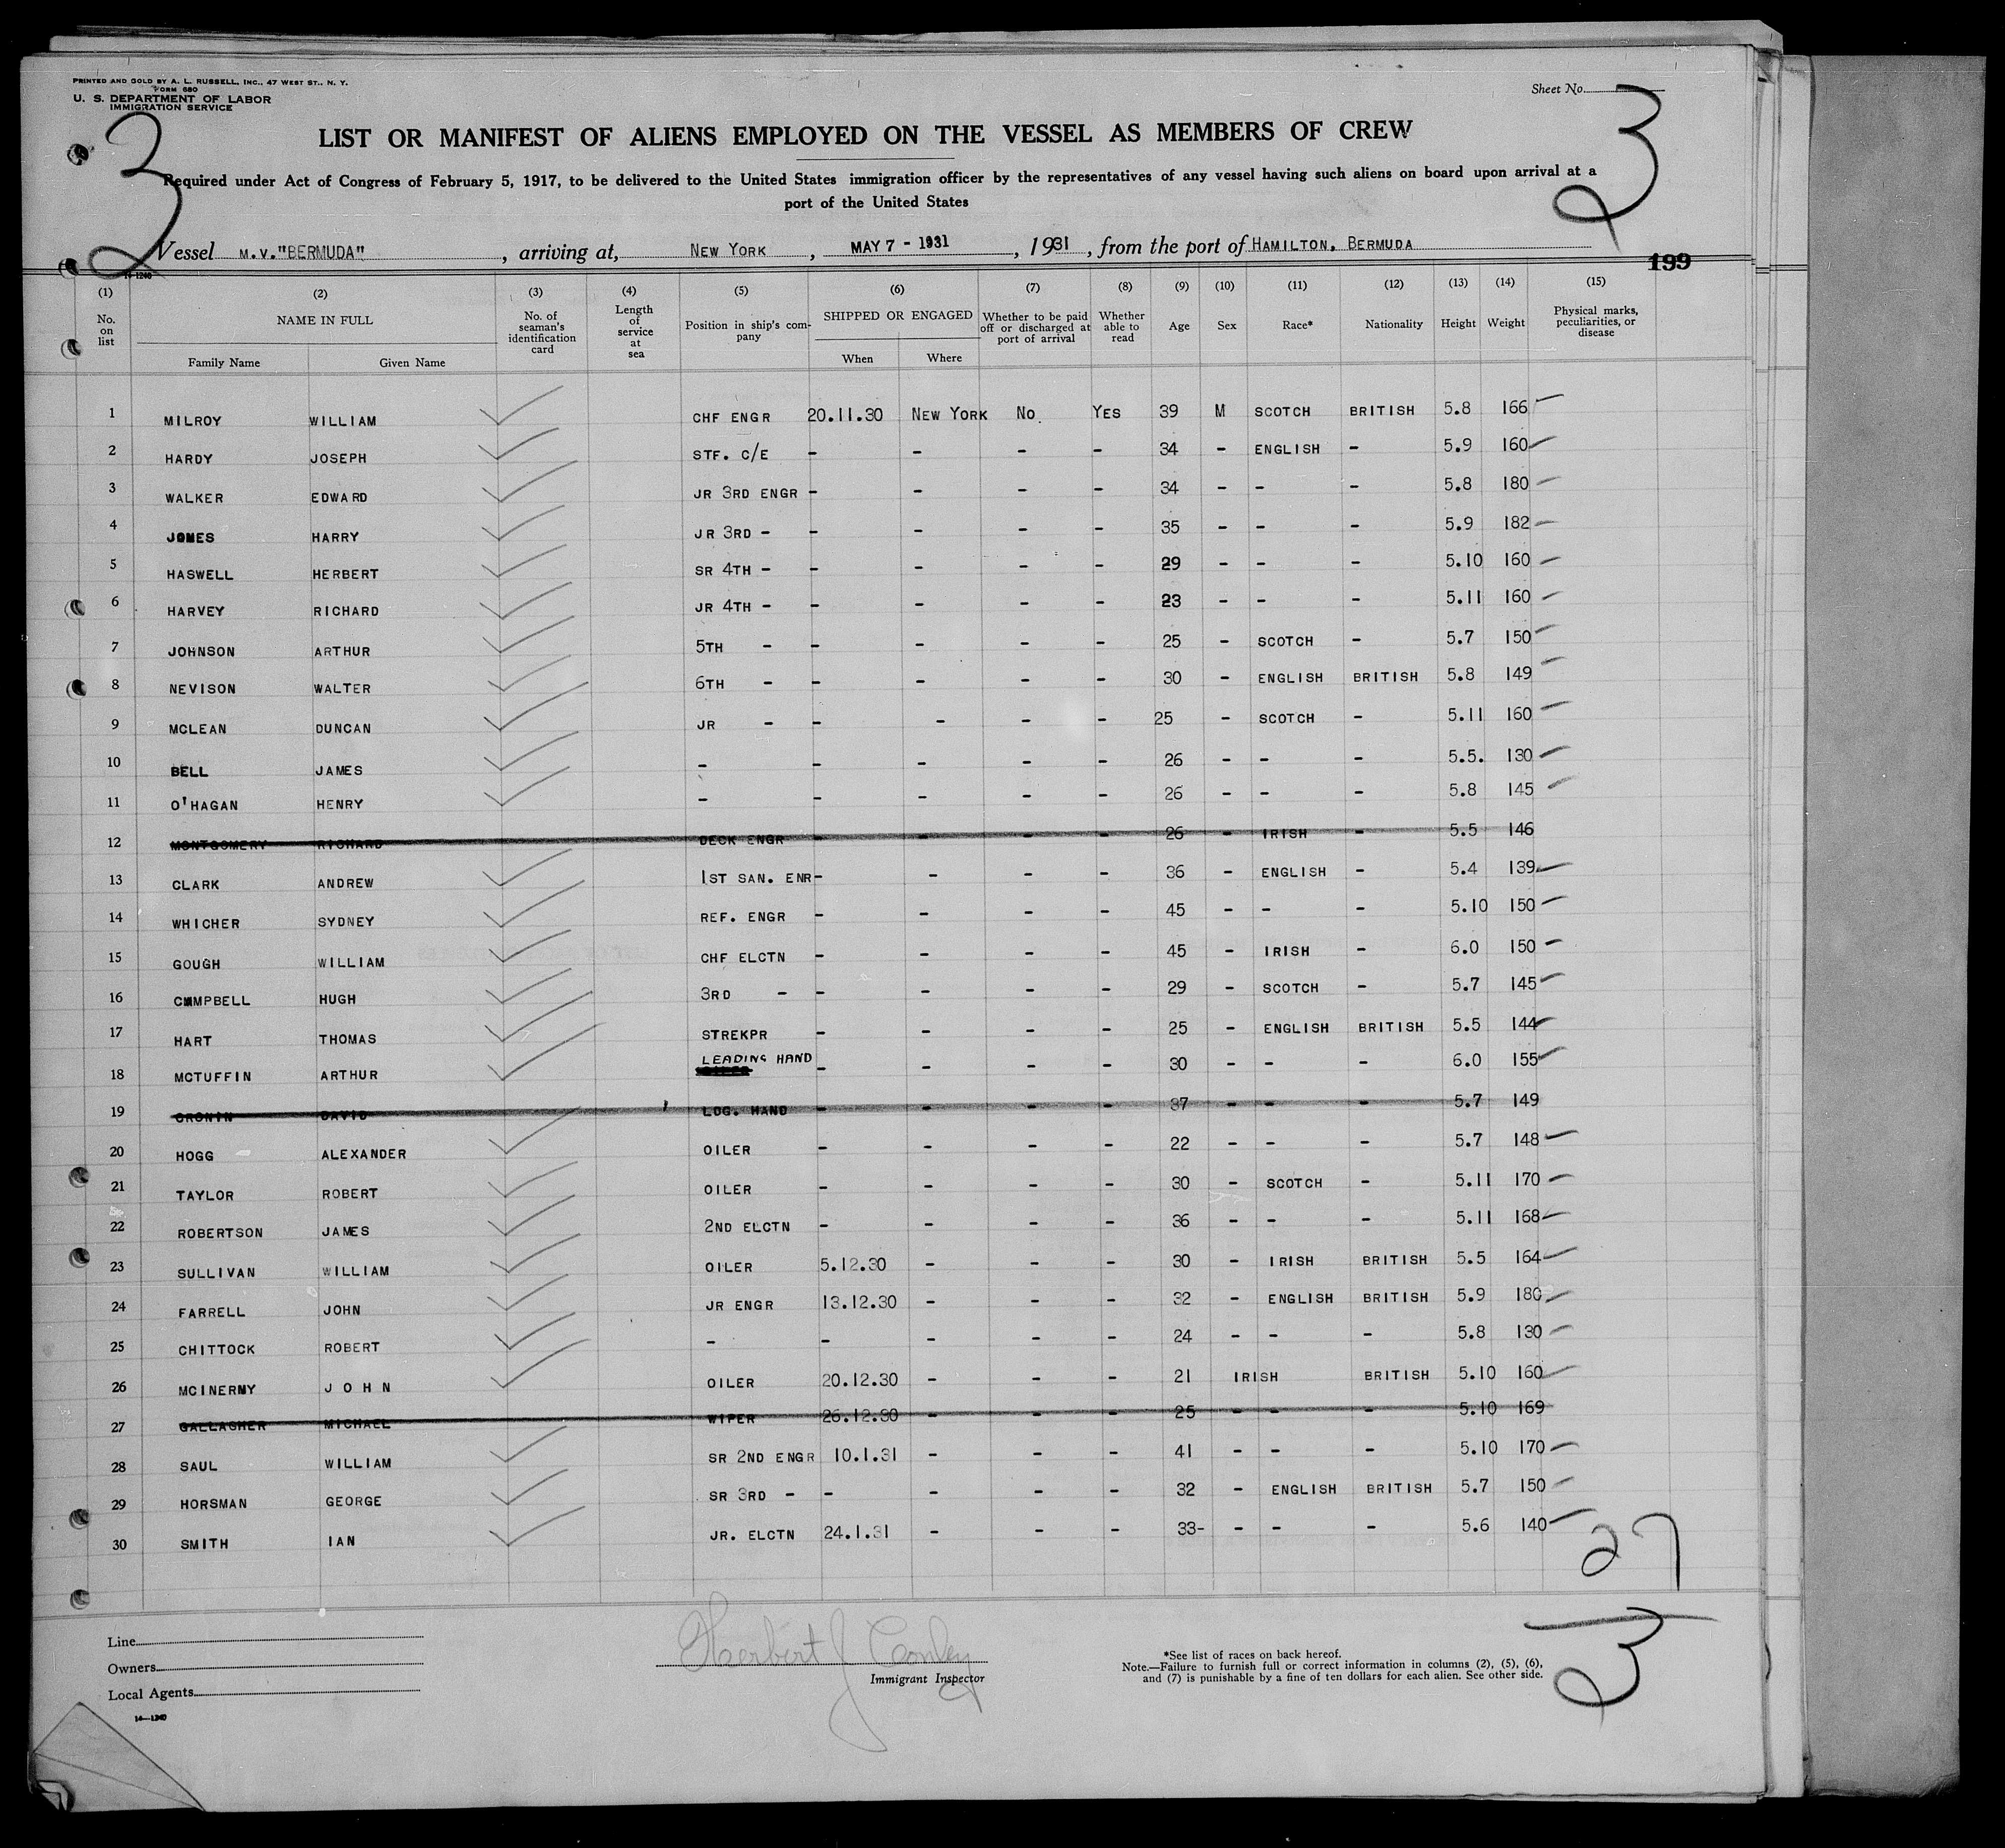 PRINTED AND SOLD BY A. L. RUSSELL, INC., 47 WEST ST., N. Y.
FORM 680
U. S. DEPARTMENT OF LABOR
IMMIGRATION SERVICE
Sheet No. 3
3
LIST OR MANIFEST OF ALIENS EMPLOYED ON THE VESSEL AS MEMBERS OF CREW
Required under Act of Congress of February 5, 1917, to be delivered to the United States immigration officer by the representatives of any vessel having such aliens on board upon arrival at a
port of the United States
Vessel M.V."BERMUDA", arriving at, NEW YORK, MAY 7 - 1931, 1931, from the port of HAMILTON, BERMUDA
14-1240
199
(1) (2) (3) (4) (5) (6) (7) (8) (9) (10) (11) (12) (13) (14) (15)
No. on list NAME IN FULL Family Name Given Name No. of seaman's identification card Length of service at sea Position in ship's company SHIPPED OR ENGAGED When Where Whether to be paid off or discharged at port of arrival Whether able to read Age Sex Race* Nationality Height Weight Physical marks, peculiarities, or disease
1 MILROY WILLIAM CHF ENGR 20.11.30 NEW YORK NO. YES 39 M SCOTCH BRITISH 5.8 166
2 HARDY JOSEPH STF. C/E - - - - 34 - ENGLISH - 5.9 160
3 WALKER EDWARD JR 3RD ENGR - - - - 34 - - - 5.8 180
4 JONES HARRY JR 3RD - - - - - 35 - - - 5.9 182
5 HASWELL HERBERT SR 4TH - - - - - 29 - - - 5.10 160
6 HARVEY RICHARD JR 4TH - - - - - 23 - - - 5.11 160
7 JOHNSON ARTHUR 5TH - - - - - 25 - SCOTCH - 5.7 150
8 NEVISON WALTER 6TH - - - - - 30 - ENGLISH BRITISH 5.8 149
9 MCLEAN DUNCAN JR - - - - - 25 - SCOTCH - 5.11 160
10 BELL JAMES - - - - - 26 - - - 5.5. 130
11 O'HAGAN HENRY - - - - - 26 - - - 5.8 145
12 MONTGOMERY RICHARD DECK ENGR - - - - 26 - IRISH - 5.5 146
13 CLARK ANDREW 1ST SAN. ENR- - - - 36 - ENGLISH - 5.4 139
14 WHICHER SYDNEY REF. ENGR - - - - 45 - - - 5.10 150
15 GOUGH WILLIAM CHF ELCTN - - - - 45 - IRISH - 6.0 150
16 CAMPBELL HUGH 3RD - - - - - 29 - SCOTCH - 5.7 145
17 HART THOMAS STREKPR - - - - 25 - ENGLISH BRITISH 5.5 144
18 MCTUFFIN ARTHUR LEADING HAND - - - - 30 - - - 6.0 155
19 CRONIN DAVID LDG. HAND - - - - 37 - - - 5.7 149
20 HOGG ALEXANDER OILER - - - - 22 - - - 5.7 148
21 TAYLOR ROBERT OILER - - - - 30 - SCOTCH - 5.11 170
22 ROBERTSON JAMES 2ND ELCTN - - - - 36 - - - 5.11 168
23 SULLIVAN WILLIAM OILER 5.12.30 - - - 30 - IRISH BRITISH 5.5 164
24 FARRELL JOHN JR ENGR 13.12.30 - - - 32 - ENGLISH BRITISH 5.9 180
25 CHITTOCK ROBERT - - - - - 24 - - - 5.8 130
26 MCINERNY JOHN OILER 20.12.30 - - - 21 IRISH BRITISH 5.10 160
27 GALLAGHER MICHAEL WIPER 26.12.30 - - - 25 - - - 5.10 169
28 SAUL WILLIAM SR 2ND ENGR 10.1.31 - - - 41 - - - 5.10 170
29 HORSMAN GEORGE SR 3RD - - - - - 32 - ENGLISH BRITISH 5.7 150
30 SMITH IAN JR. ELCTN 24.1.31 - - - 33- - - - 5.6 140
27
3
Line
Owners
Local Agents
14-1240
Herbert J Conley
Immigrant Inspector
*See list of races on back hereof.
Note.—Failure to furnish full or correct information in columns (2), (5), (6),
and (7) is punishable by a fine of ten dollars for each alien. See other side.